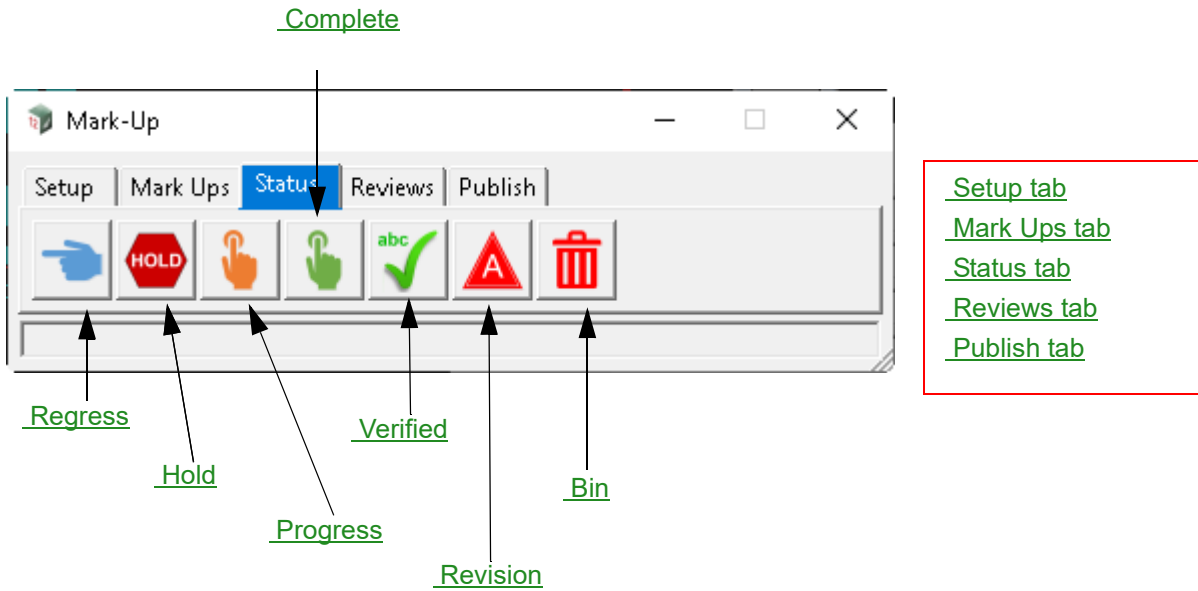 Complete
Mark-Up
Setup Mark Ups Status Reviews Publish
HOLD abc A
Regress
Hold
Progress
Verified
Revision
Bin
Setup tab
Mark Ups tab
Status tab
Reviews tab
Publish tab